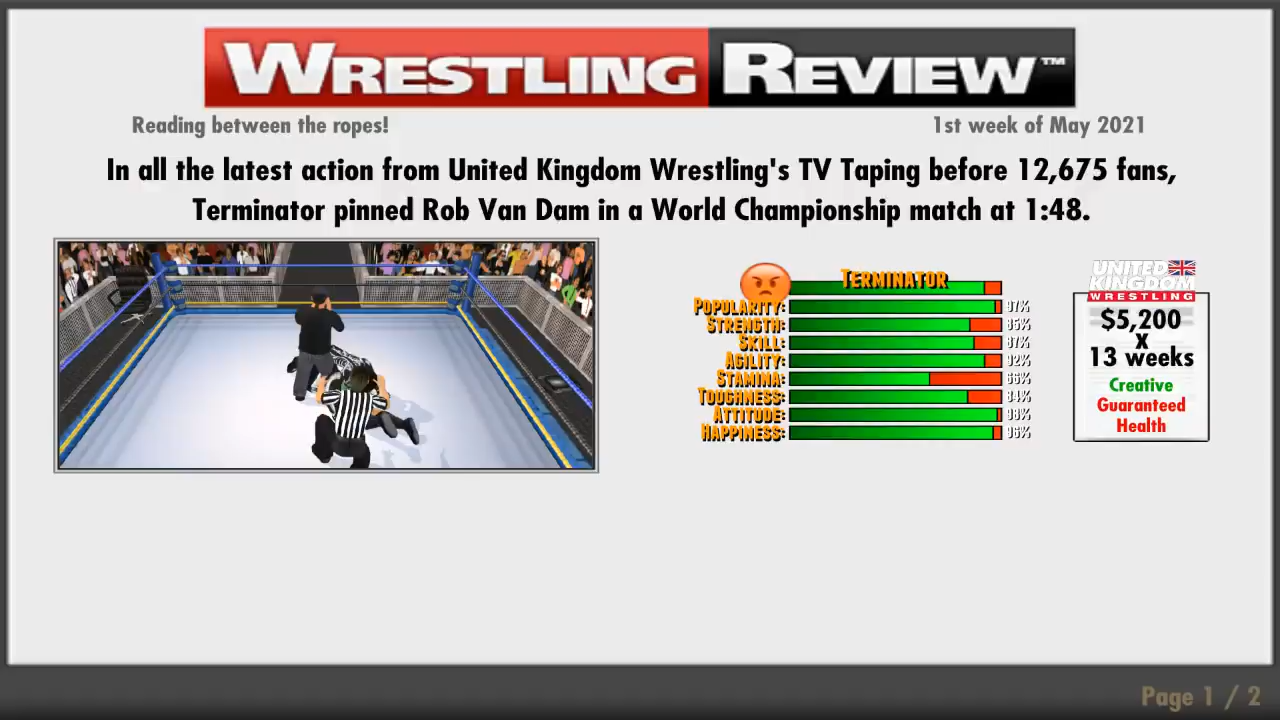 WRESTLING REVIEW™
Reading between the ropes!
1st week of May 2021
In all the latest action from United Kingdom Wrestling's TV Taping before 12,675 fans,
Terminator pinned Rob Van Dam in a World Championship match at 1:48.
TERMINATOR
POPULARITY: 97%
STRENGTH: 85%
SKILL: 87%
AGILITY: 92%
STAMINA: 66%
TOUGHNESS: 84%
ATTITUDE: 98%
HAPPINESS: 96%
UNITED
KINGDOM
WRESTLING
$5,200
X
13 weeks
Creative
Guaranteed
Health
Page 1 / 2